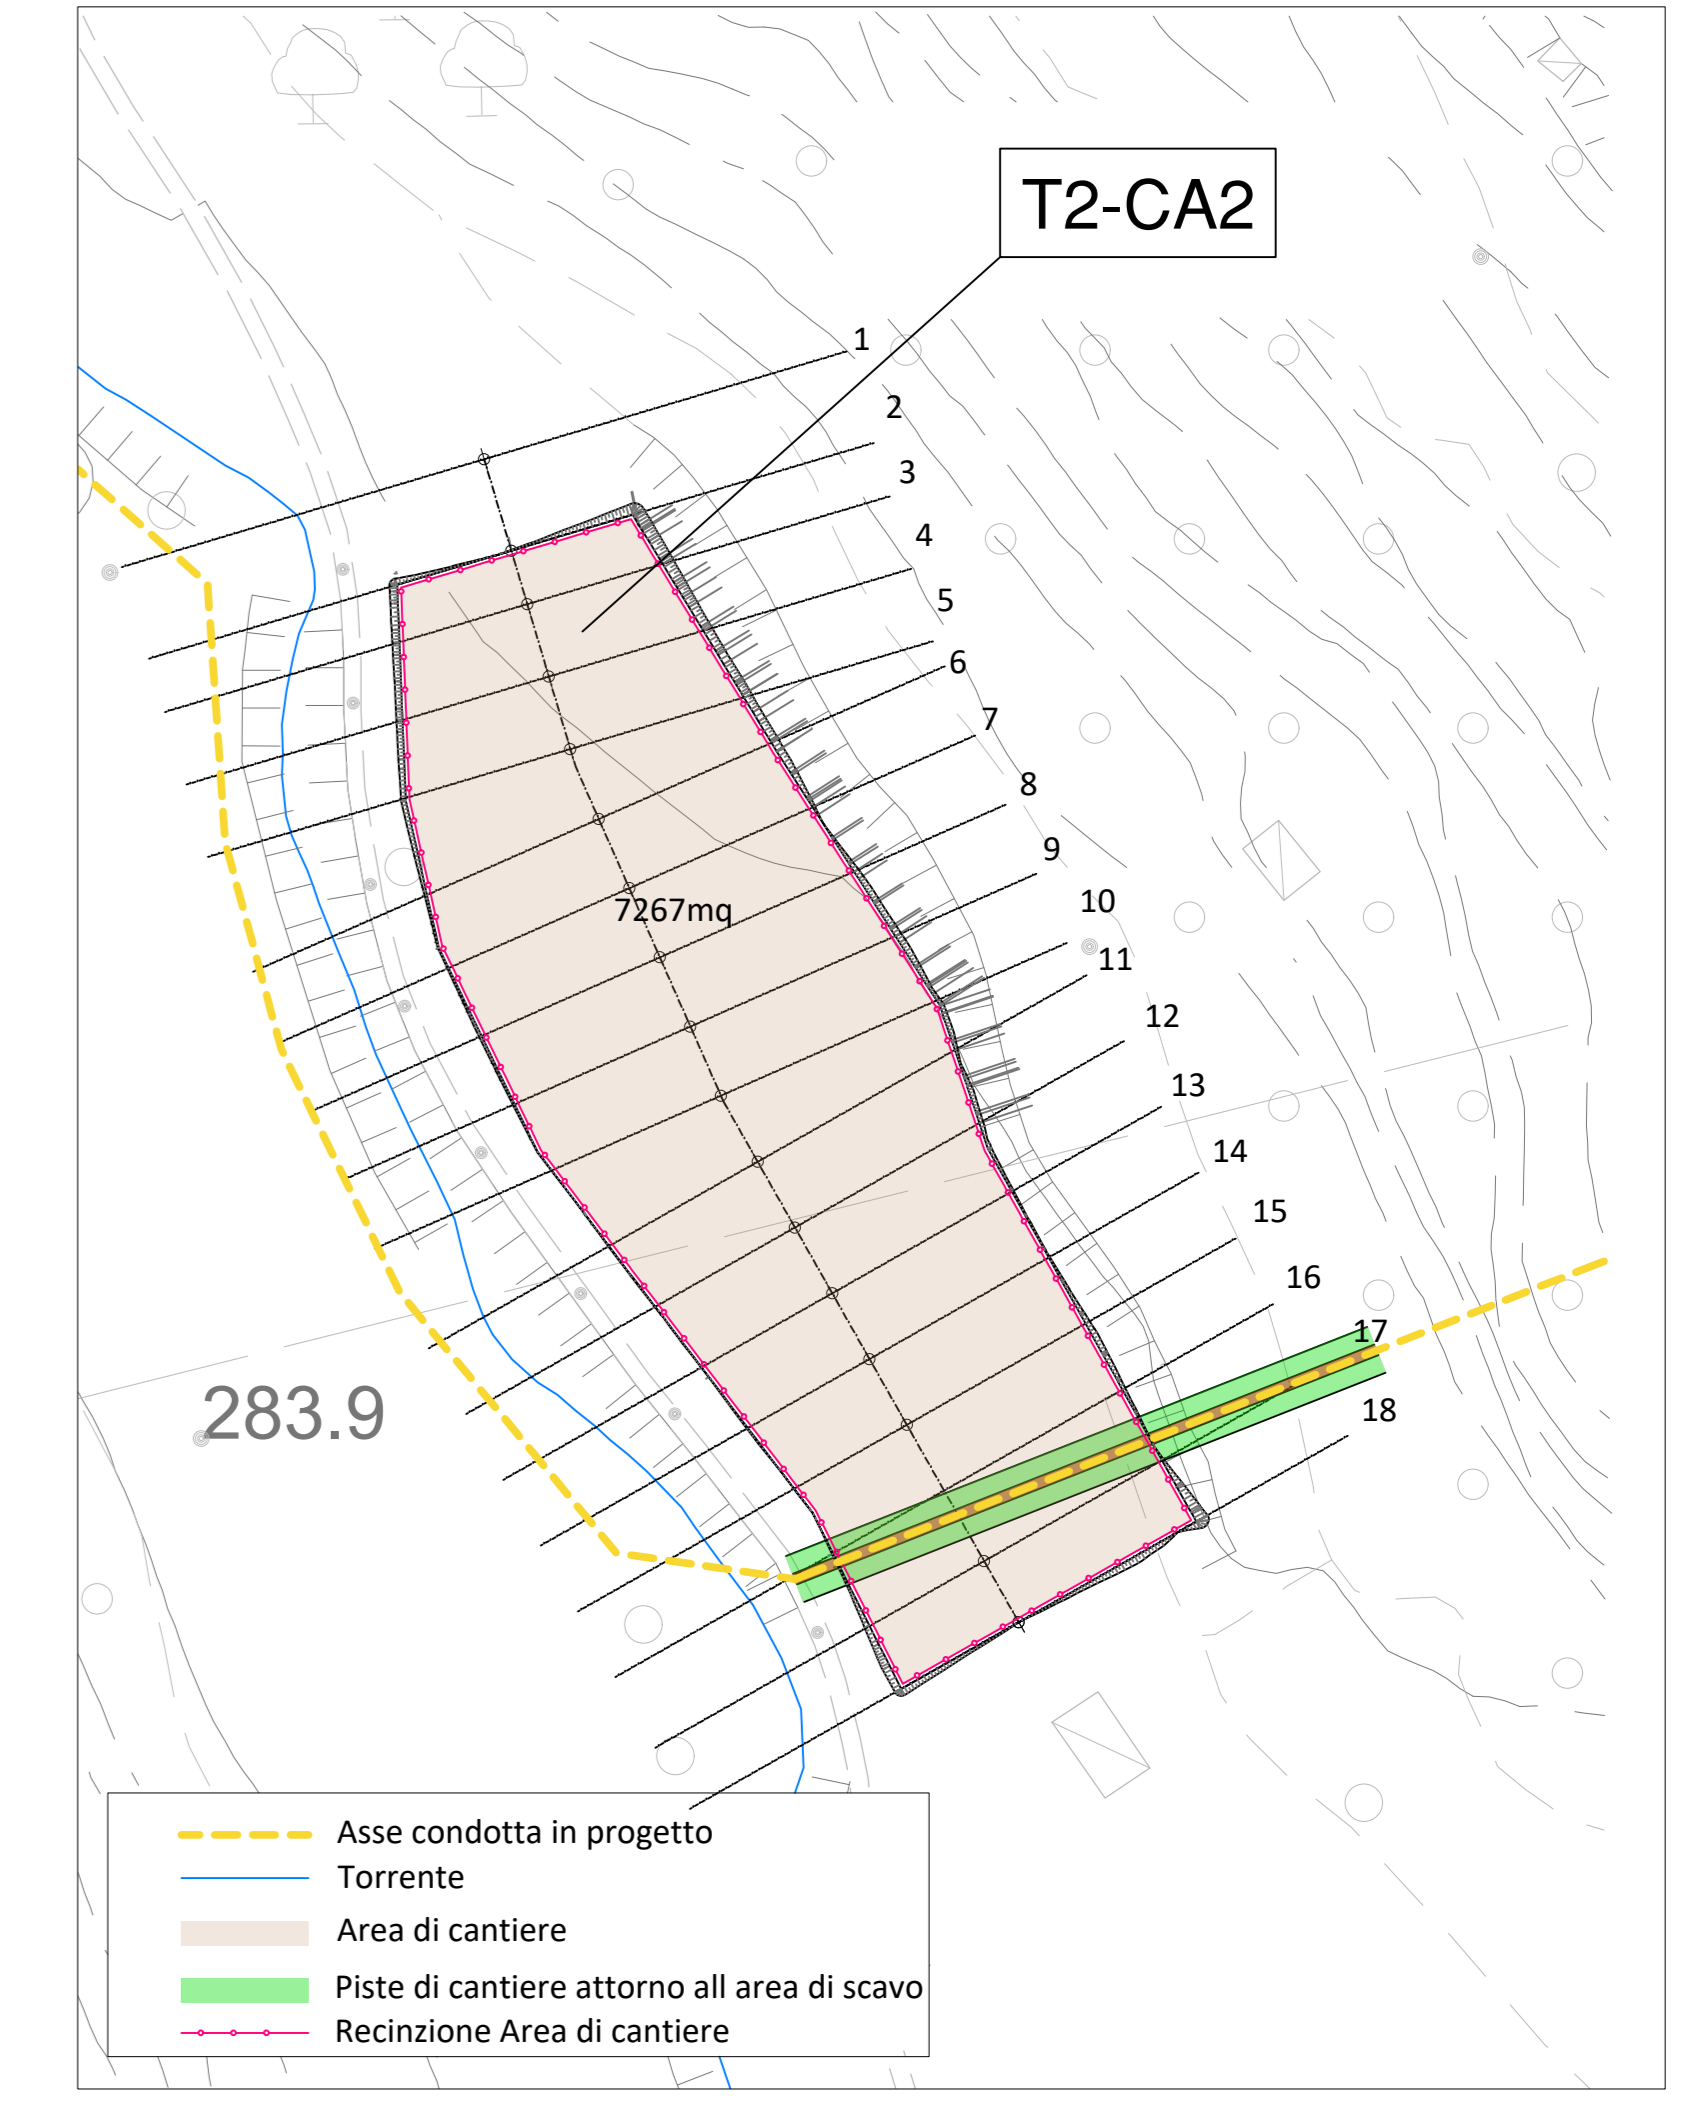 T2-CA2
1
2
3
4
5
6
7
8
9
7267mq
10
11
12
13
14
15
16
17
283.9
18
Asse condotta in progetto
Torrente
Area di cantiere
Piste di cantiere attorno all area di scavo
Recinzione Area di cantiere